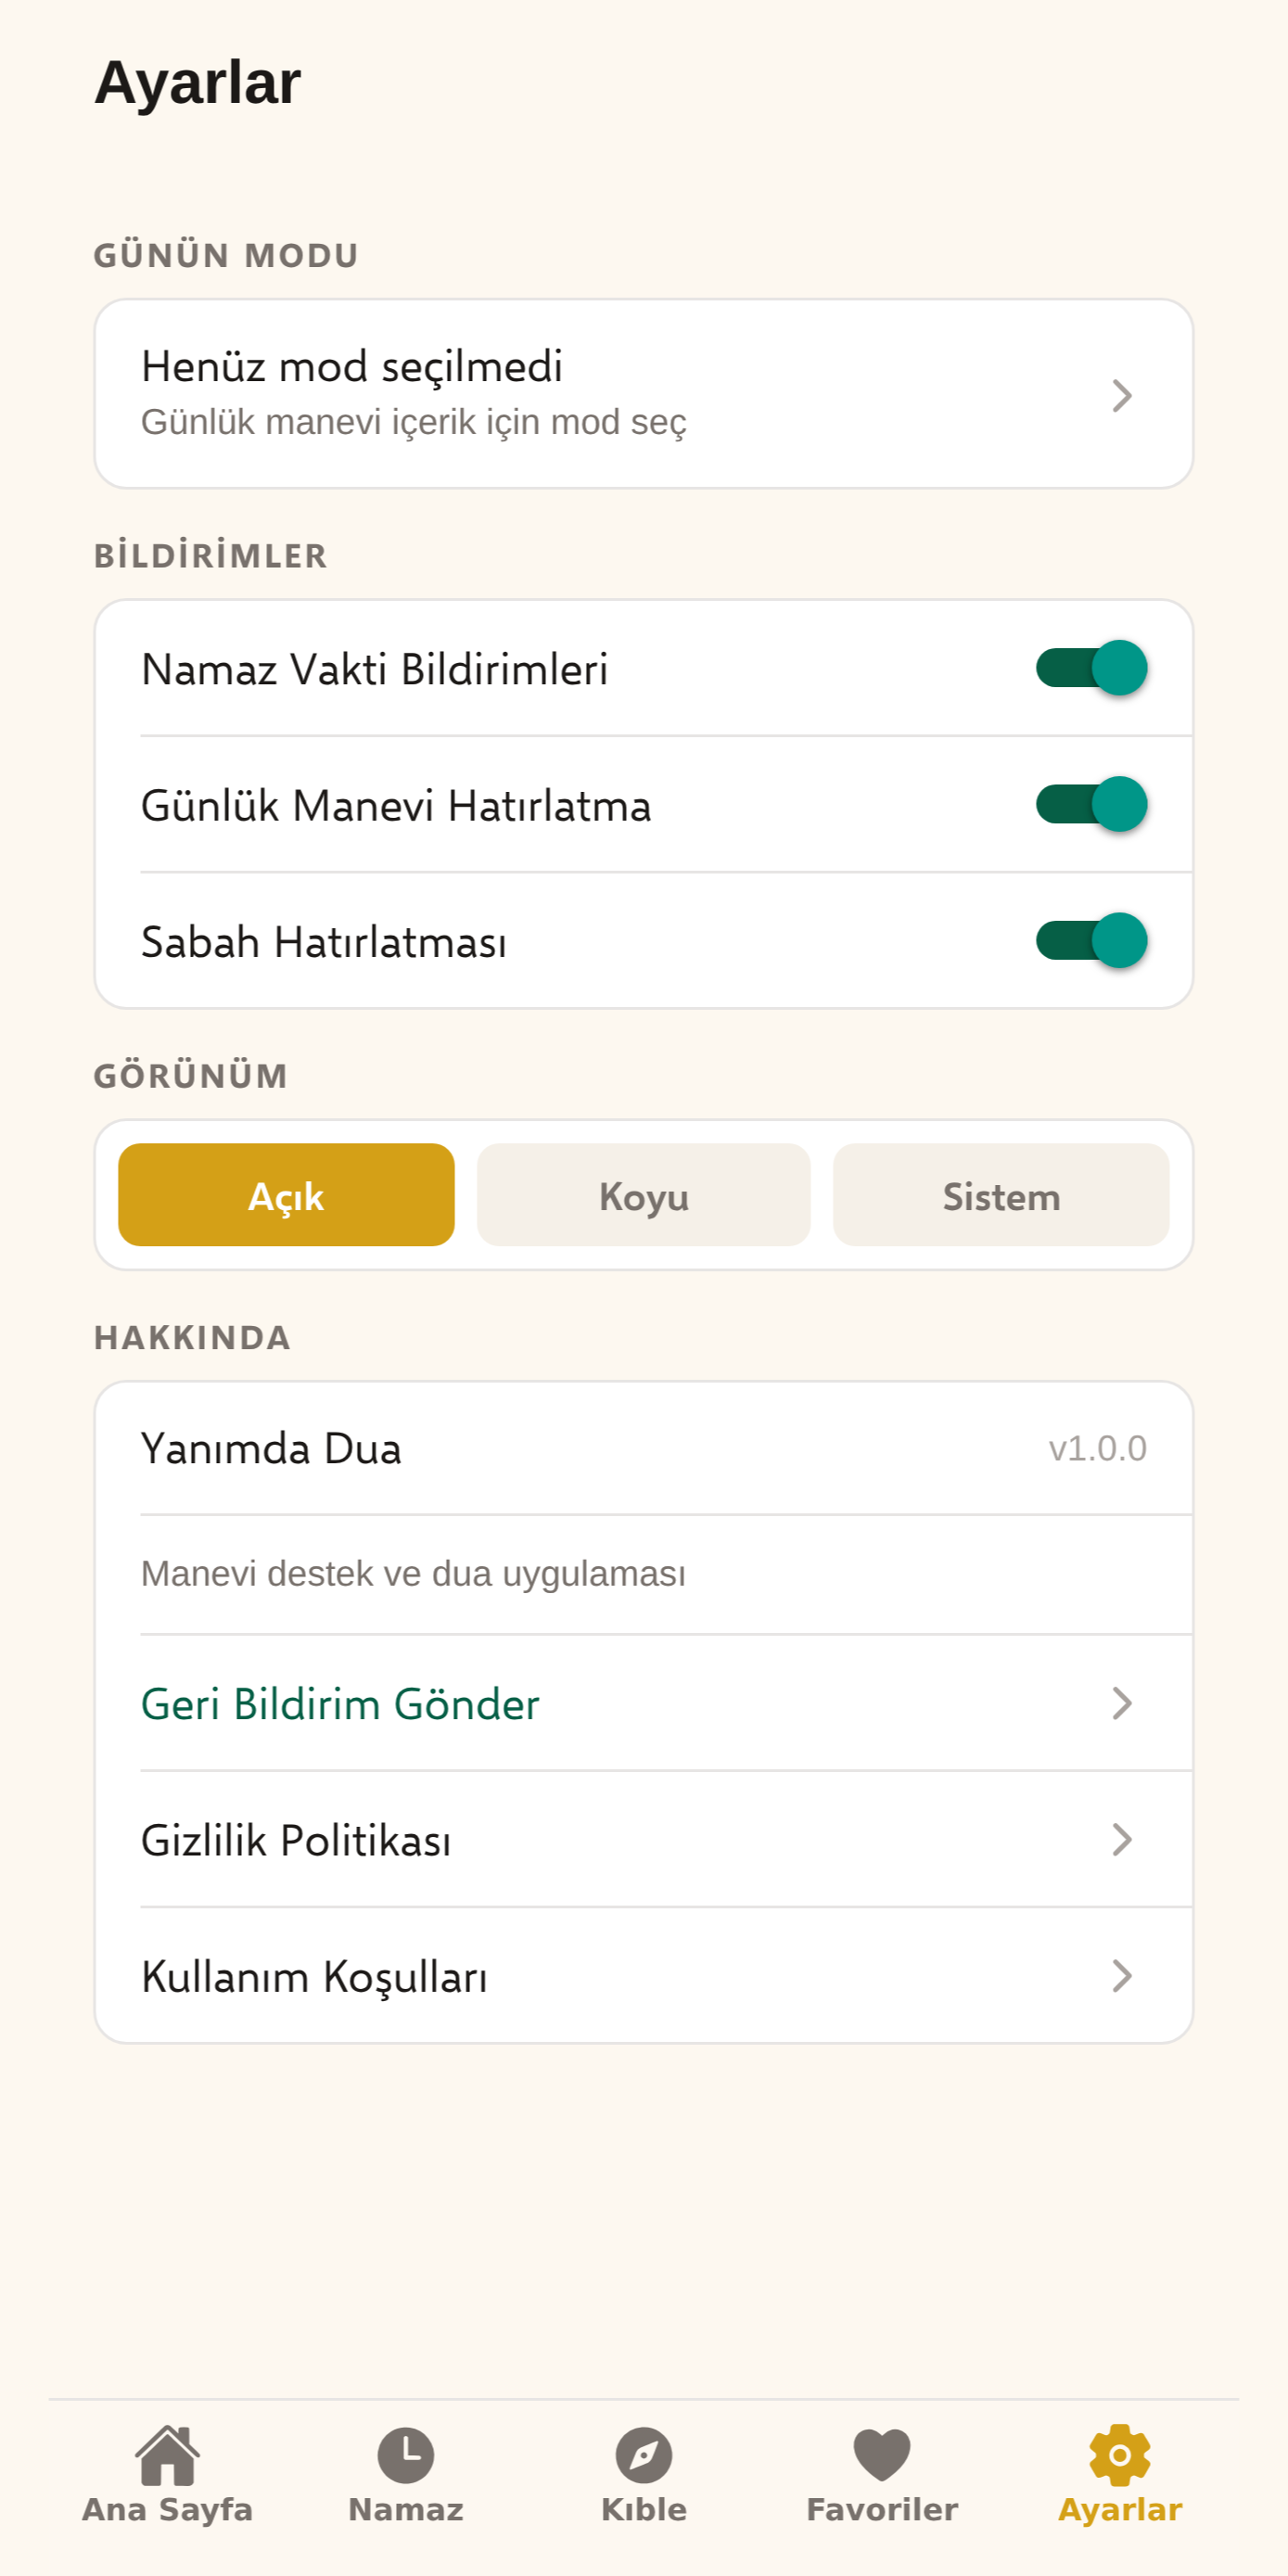 Ayarlar
GÜNÜN MODU
Henüz mod seçilmedi
Günlük manevi içerik için mod seç
BİLDİRİMLER
Namaz Vakti Bildirimleri
Günlük Manevi Hatırlatma
Sabah Hatırlatması
GÖRÜNÜM
Açık Koyu Sistem
HAKKINDA
Yanımda Dua v1.0.0
Manevi destek ve dua uygulaması
Geri Bildirim Gönder
Gizlilik Politikası
Kullanım Koşulları
Ana Sayfa Namaz Kıble Favoriler Ayarlar